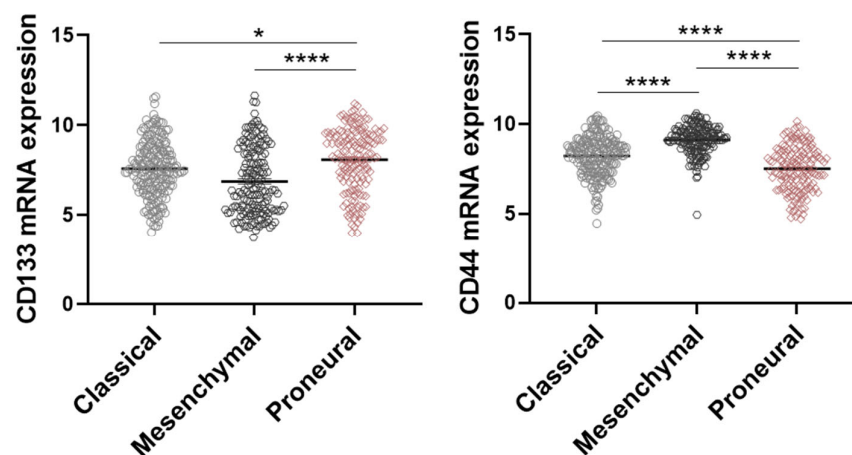 CD133 mRNA expression
15
10
5
0
*
****
Classical
Mesenchymal
Proneural
CD44 mRNA expression
15
10
5
0
****
****
****
Classical
Mesenchymal
Proneural